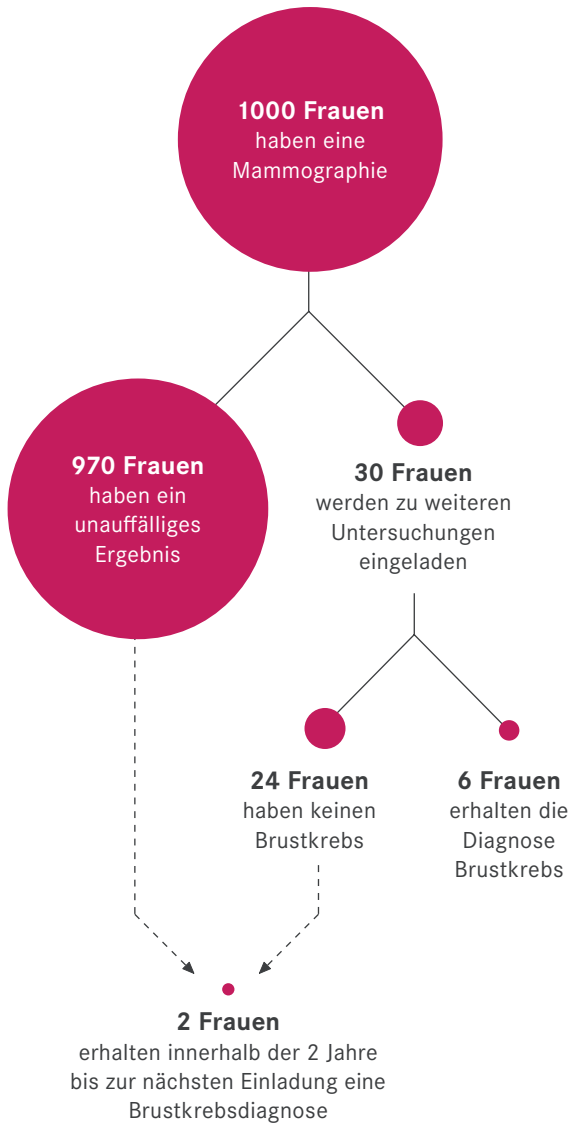 1000 Frauen
haben eine
Mammographie
970 Frauen
haben ein
unauffälliges
Ergebnis
30 Frauen
werden zu weiteren
Untersuchungen
eingeladen
24 Frauen
haben keinen
Brustkrebs
6 Frauen
erhalten die
Diagnose
Brustkrebs
2 Frauen
erhalten innerhalb der 2 Jahre
bis zur nächsten Einladung eine
Brustkrebsdiagnose